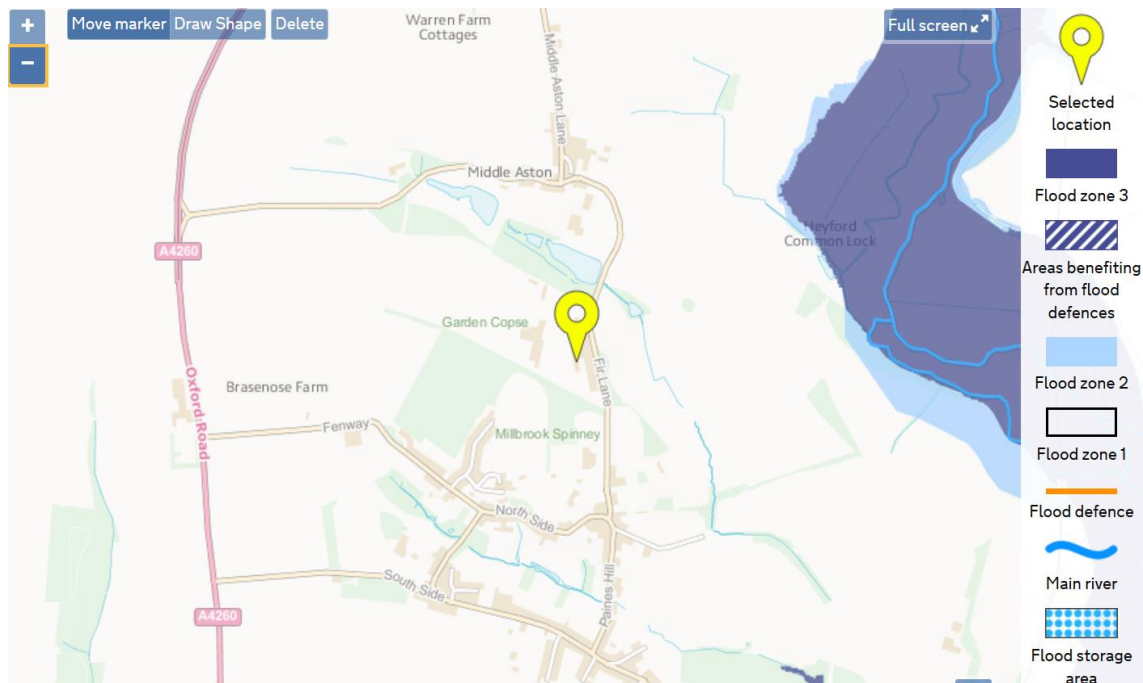 +
Move marker
Draw Shape
Delete
Full screen
−
Warren Farm
Cottages
Middle Aston Lane
Middle Aston
Heyford
Common Lock
A4260
Garden Copse
Fir Lane
Oxford Road
Brasenose Farm
Fenway
Millbrook Spinney
North Side
South Side
Paines Hill
A4260
Selected
location
Flood zone 3
Areas benefiting
from flood
defences
Flood zone 2
Flood zone 1
Flood defence
Main river
Flood storage
area